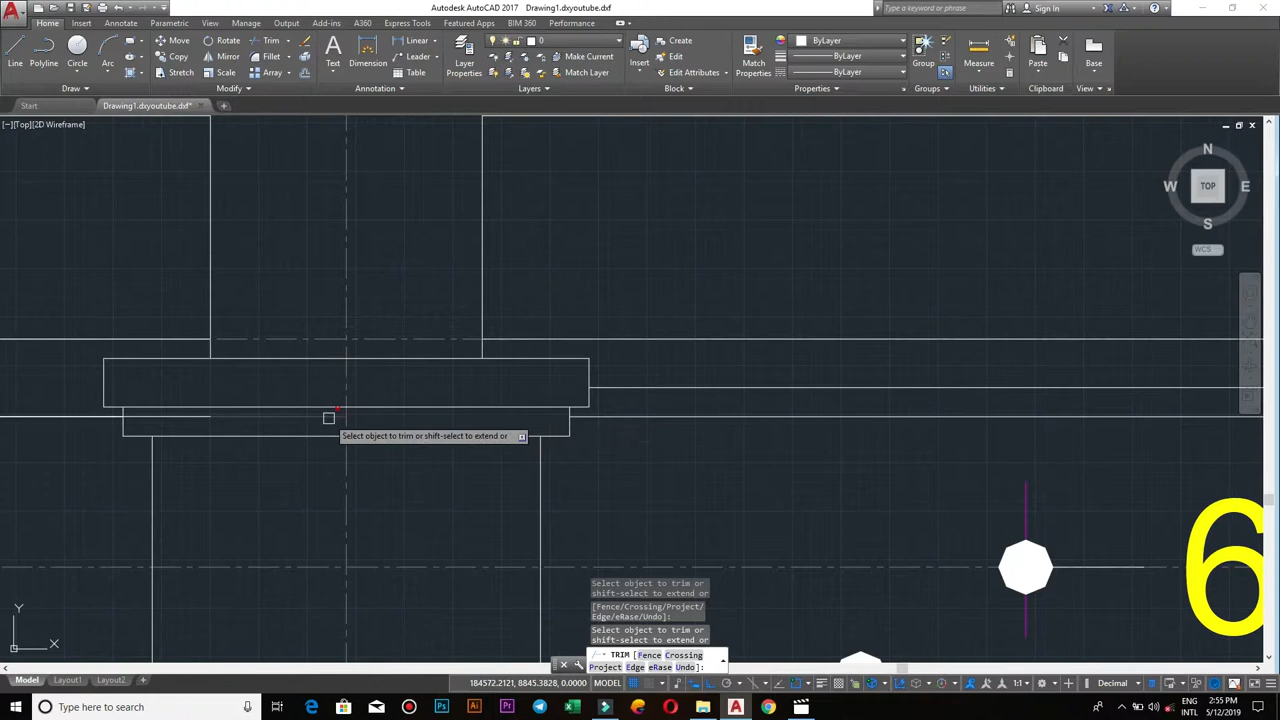 Autodesk AutoCAD 2017 Drawing1.dxyoutube.dxf
Home Insert Annotate Parametric View Manage Output Add-ins A360 Express Tools Featured Apps BIM 360 Performance
Type a keyword or phrase Sign In
Line Polyline Circle Arc
Move Rotate Trim
Copy Mirror Fillet
Stretch Scale Array
Draw Modify
Text Dimension
Linear
Leader
Table
Annotation
Layer Properties
0
Make Current
Match Layer
Layers
Insert
Create
Edit
Edit Attributes
Block
Match Properties
ByLayer
ByLayer
ByLayer
Properties
Group
Groups
Measure
Utilities
Paste
Clipboard
Base
View
Start Drawing1.dxyoutube.dxf*
[−][Top][2D Wireframe]
N
W TOP E
S
WCS
Select object to trim or shift-select to extend or
6
Select object to trim or
shift-select to extend or
[Fence/Crossing/Project/
Edge/eRase/Undo]:
Select object to trim or
shift-select to extend or
TRIM [Fence Crossing
Project Edge eRase Undo]:
Y
X
Model Layout1 Layout2
184572.2121, 8845.3828, 0.0000 MODEL 1:1 Decimal
Type here to search
ENG
INTL
2:55 PM
5/12/2019